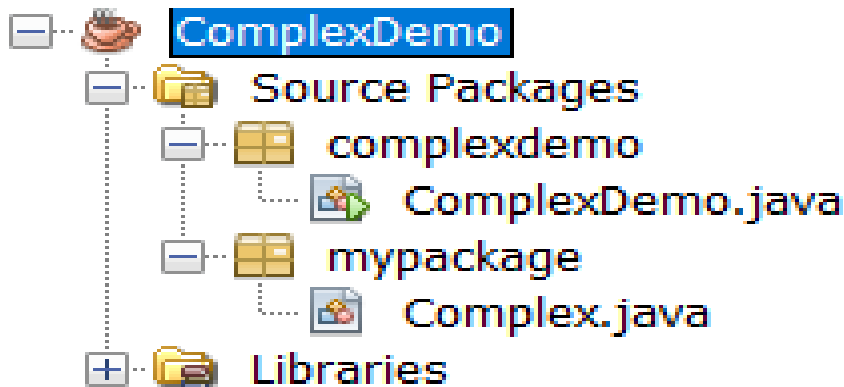 ComplexDemo
Source Packages
complexdemo
ComplexDemo.java
mypackage
Complex.java
Libraries